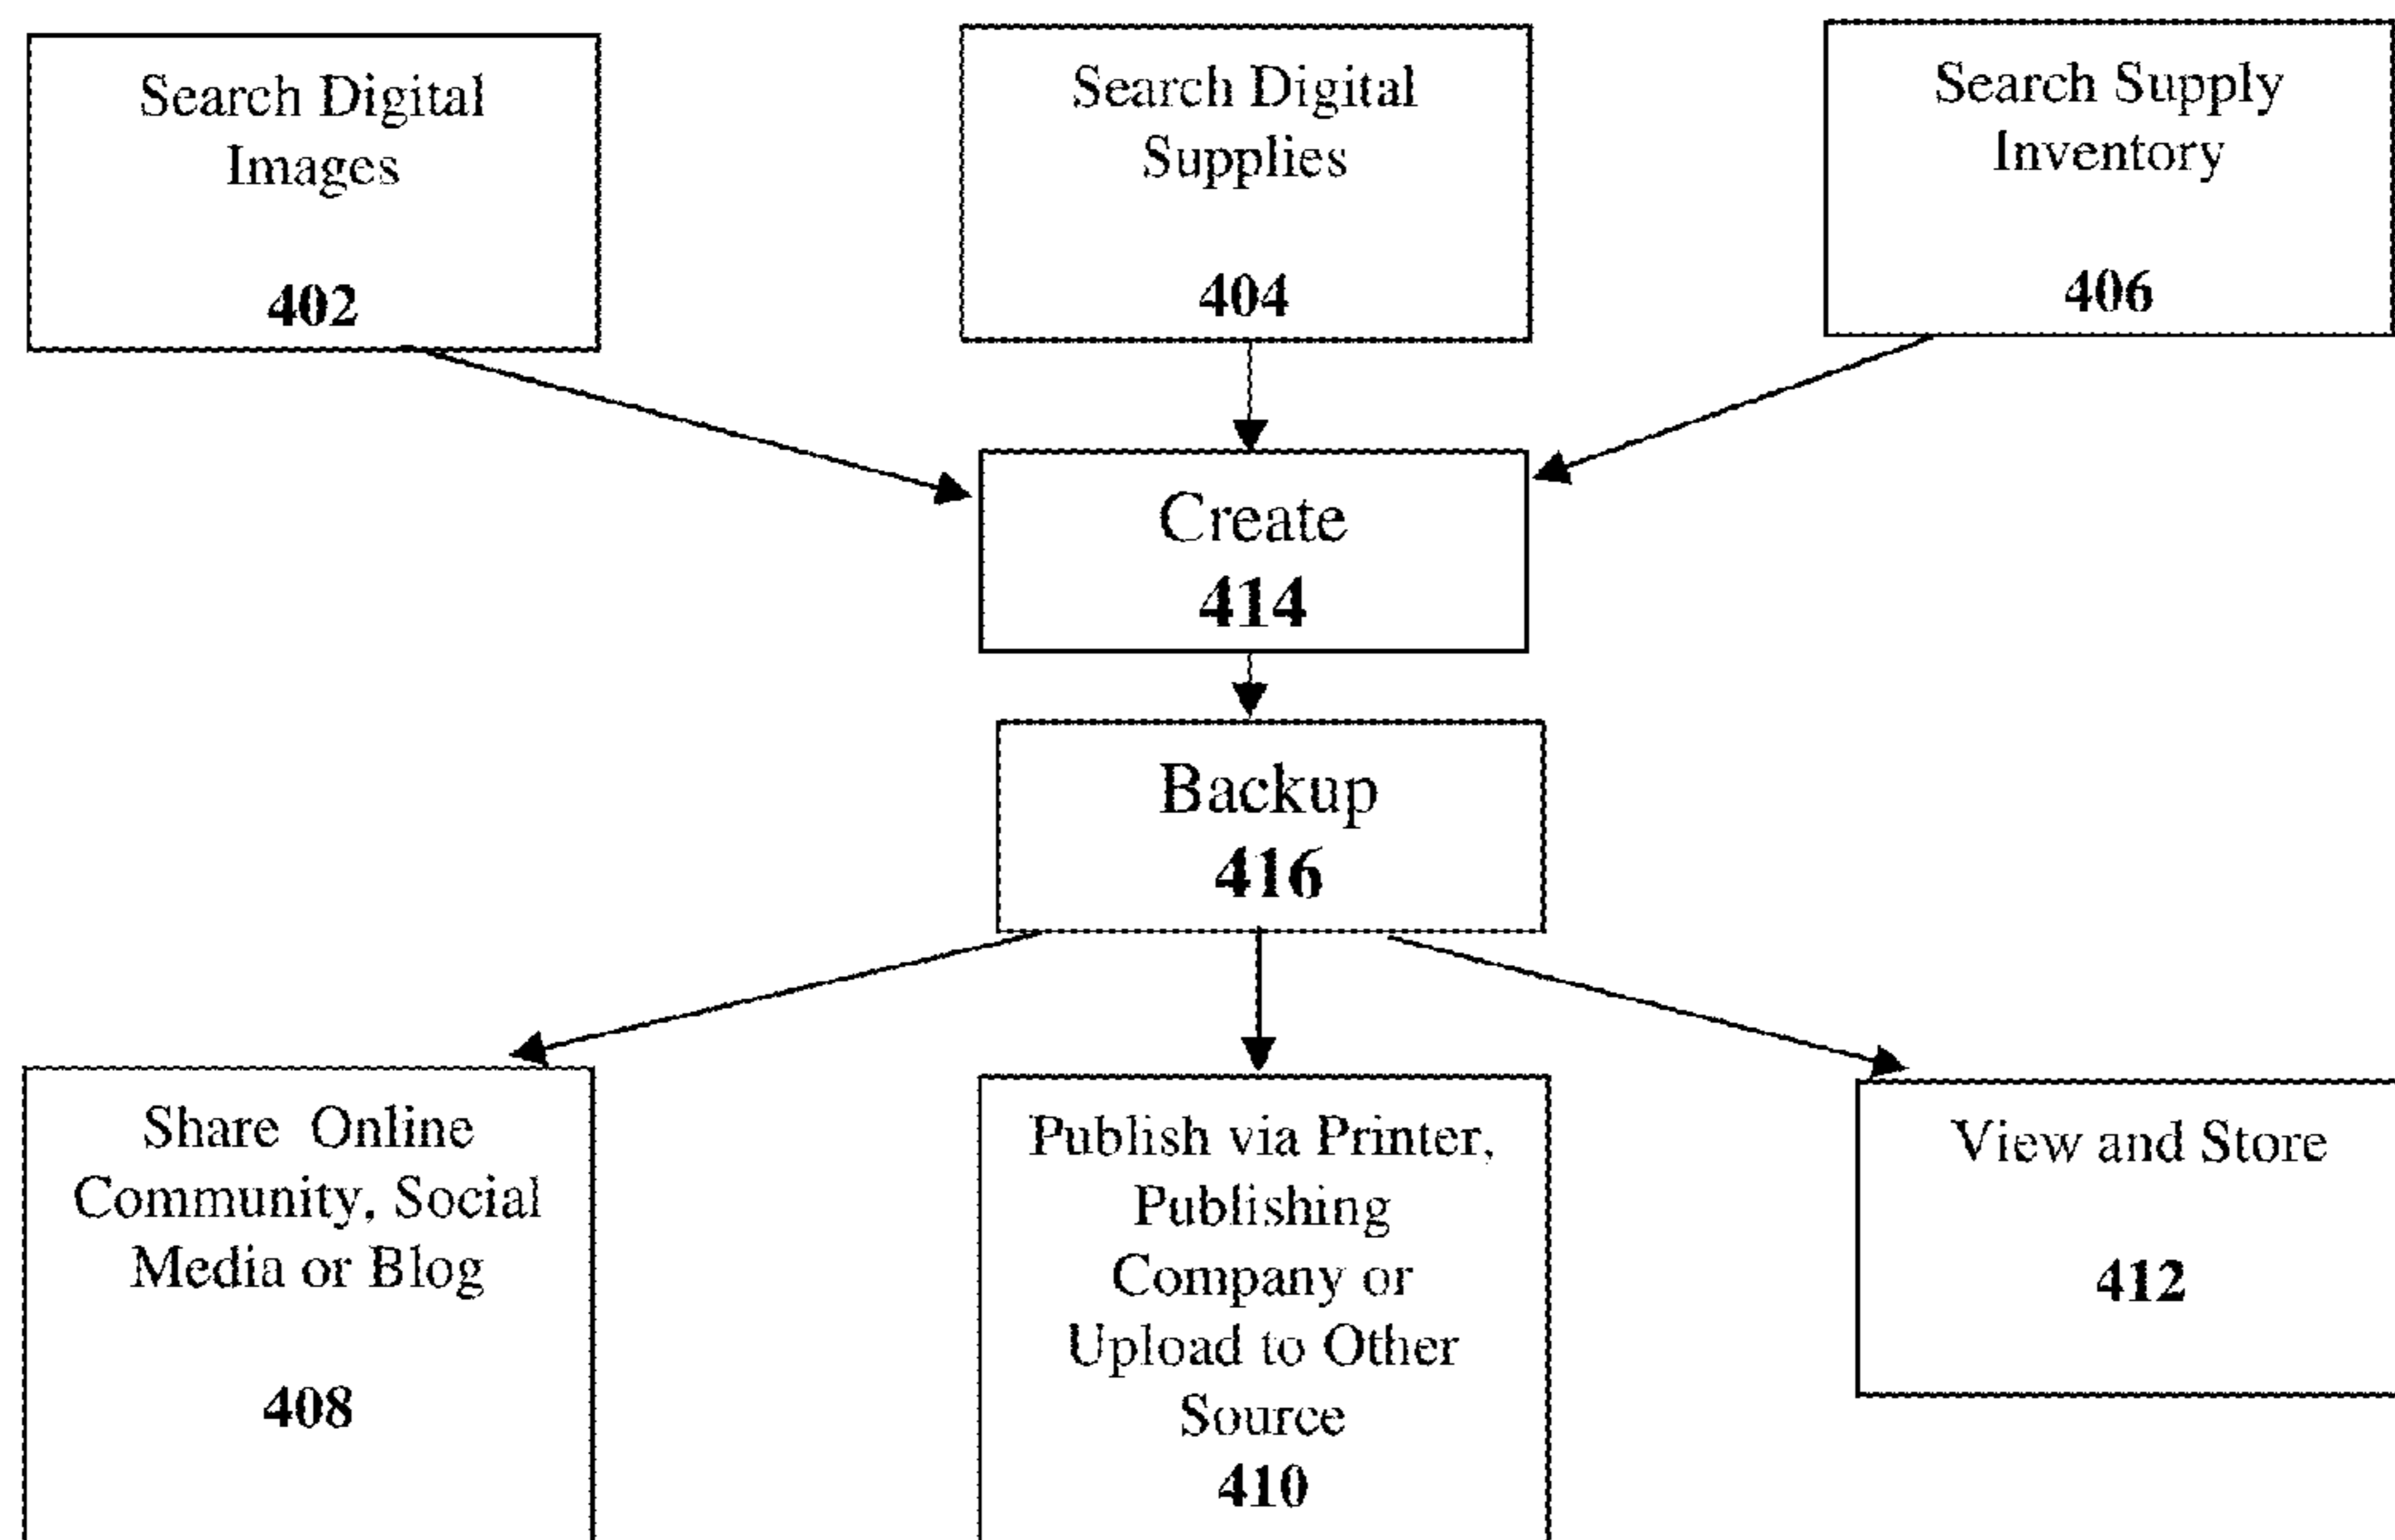 Search Digital
Images
402
Search Digital
Supplies
404
Search Supply
Inventory
406
Create
414
Backup
416
Share Online
Community, Social
Media or Blog
408
Publish via Printer,
Publishing
Company or
Upload to Other
Source
410
View and Store
412